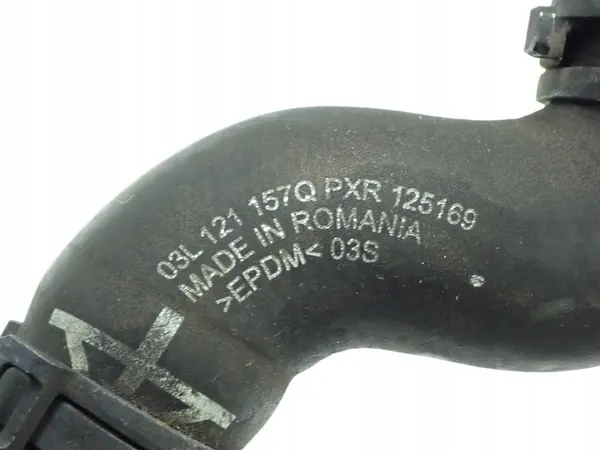 03L 121 157Q PXR 125169
MADE IN ROMANIA
>EPDM< 03S